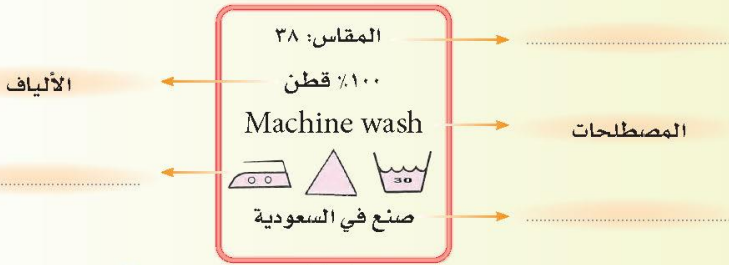 المقاس: ٣٨
١٠٠٪ قطن
الألياف
Machine wash
المصطلحات
30
صنع في السعودية